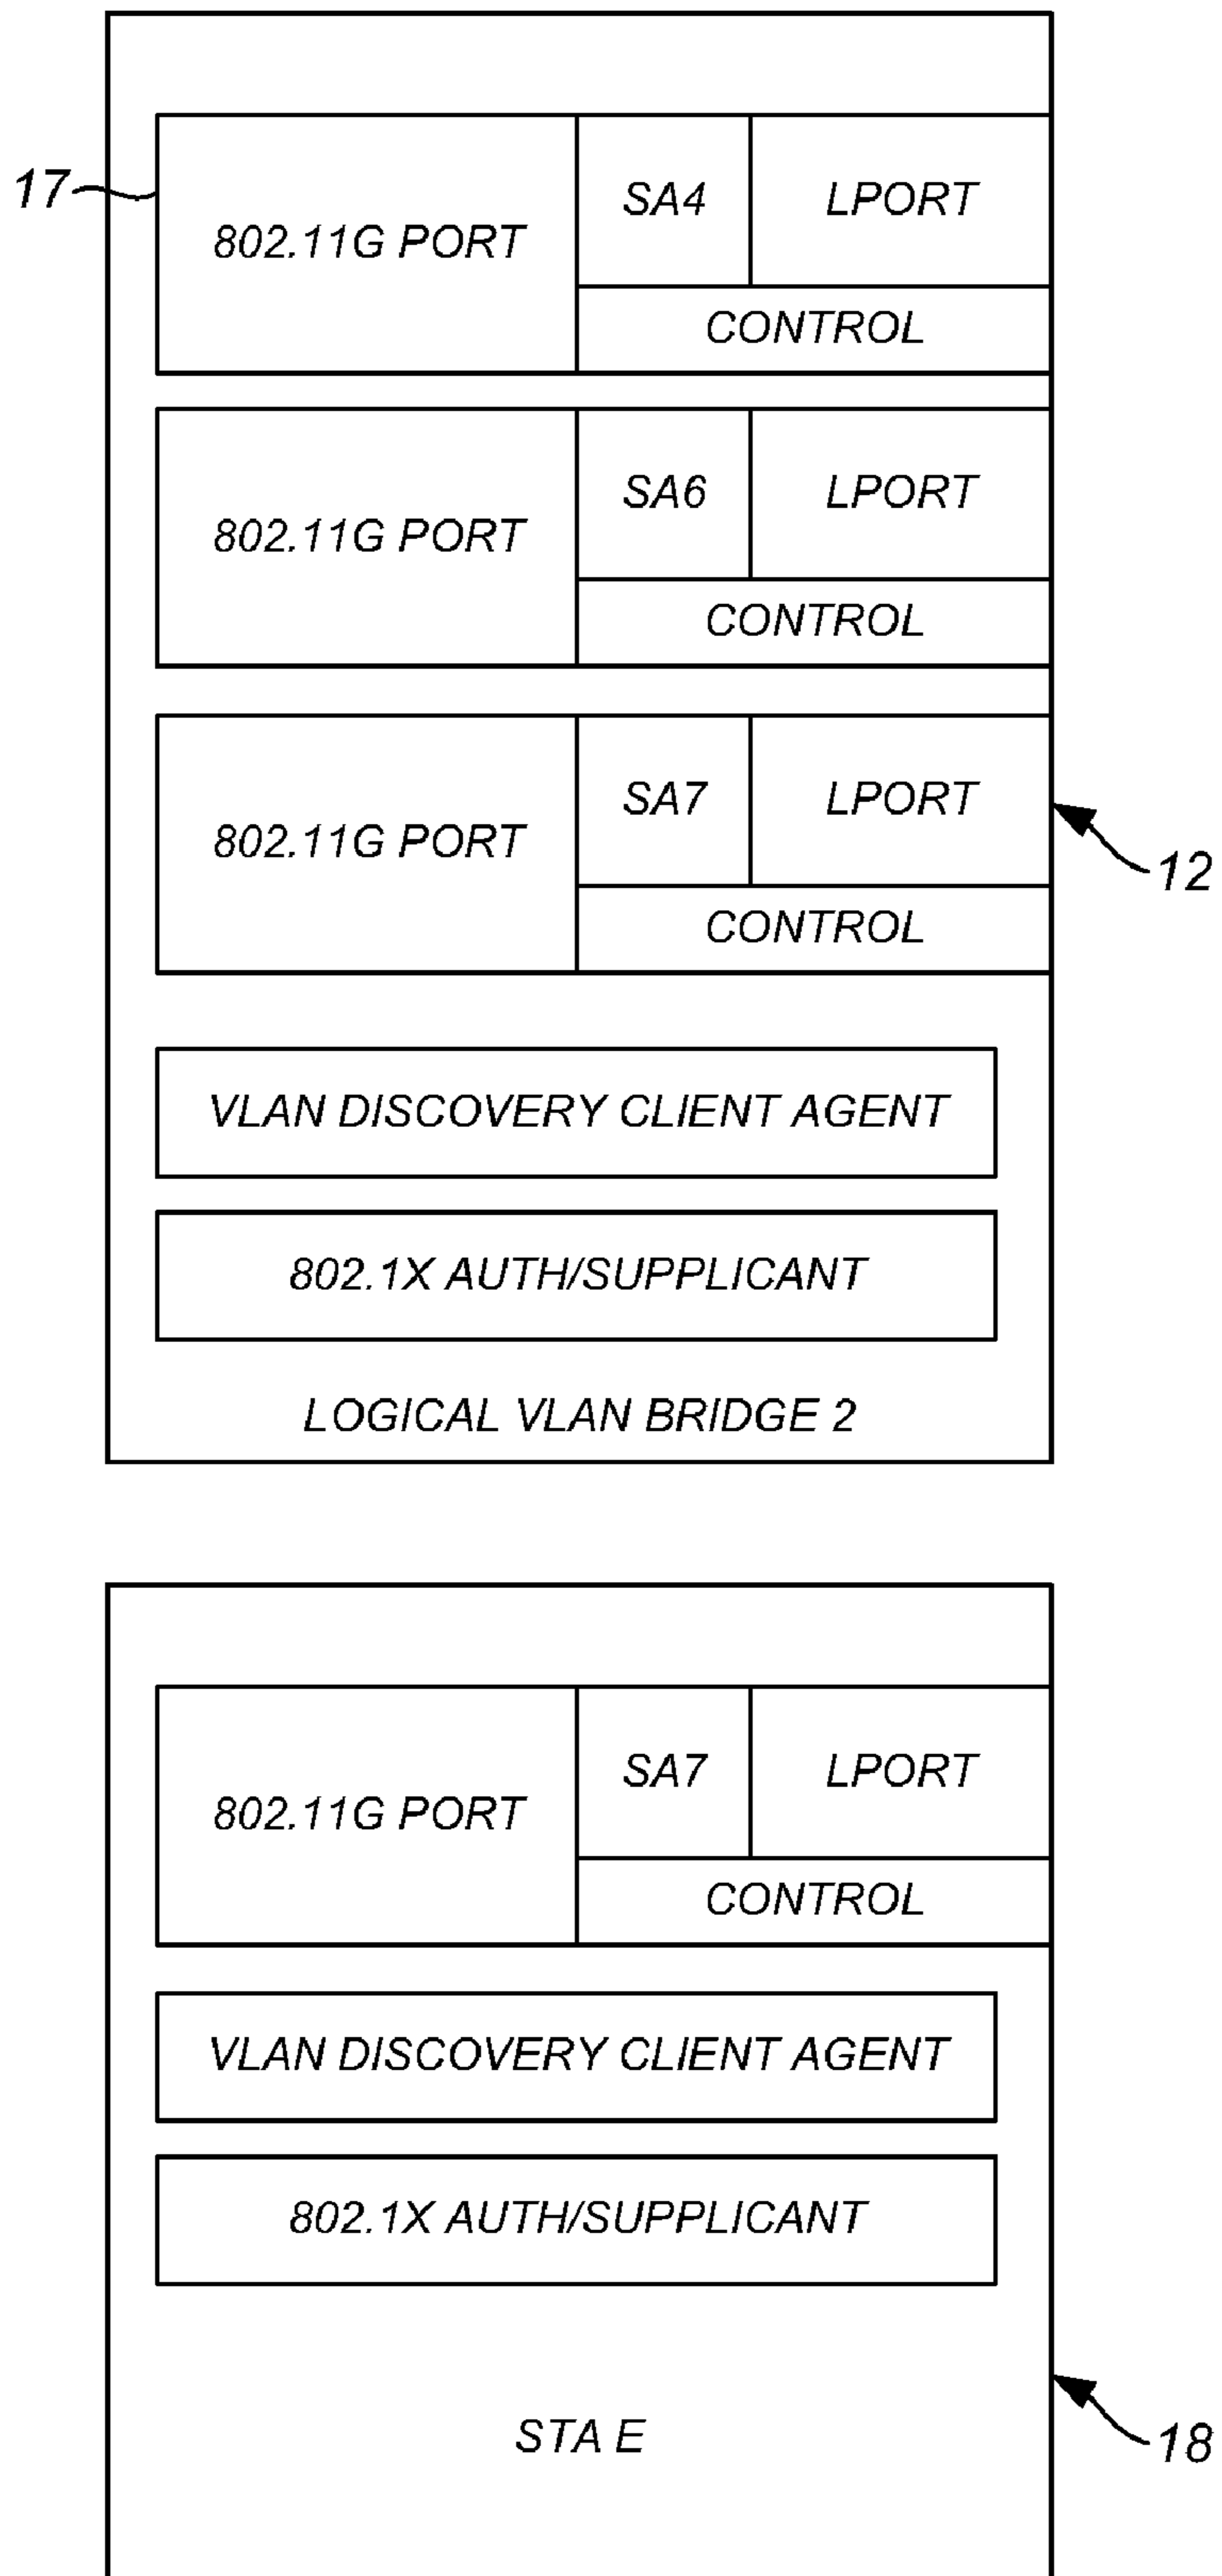 17
802.11G PORT
SA4
LPORT
CONTROL
802.11G PORT
SA6
LPORT
CONTROL
802.11G PORT
SA7
LPORT
CONTROL
12
VLAN DISCOVERY CLIENT AGENT
802.1X AUTH/SUPPLICANT
LOGICAL VLAN BRIDGE 2
802.11G PORT
SA7
LPORT
CONTROL
VLAN DISCOVERY CLIENT AGENT
802.1X AUTH/SUPPLICANT
STA E
18